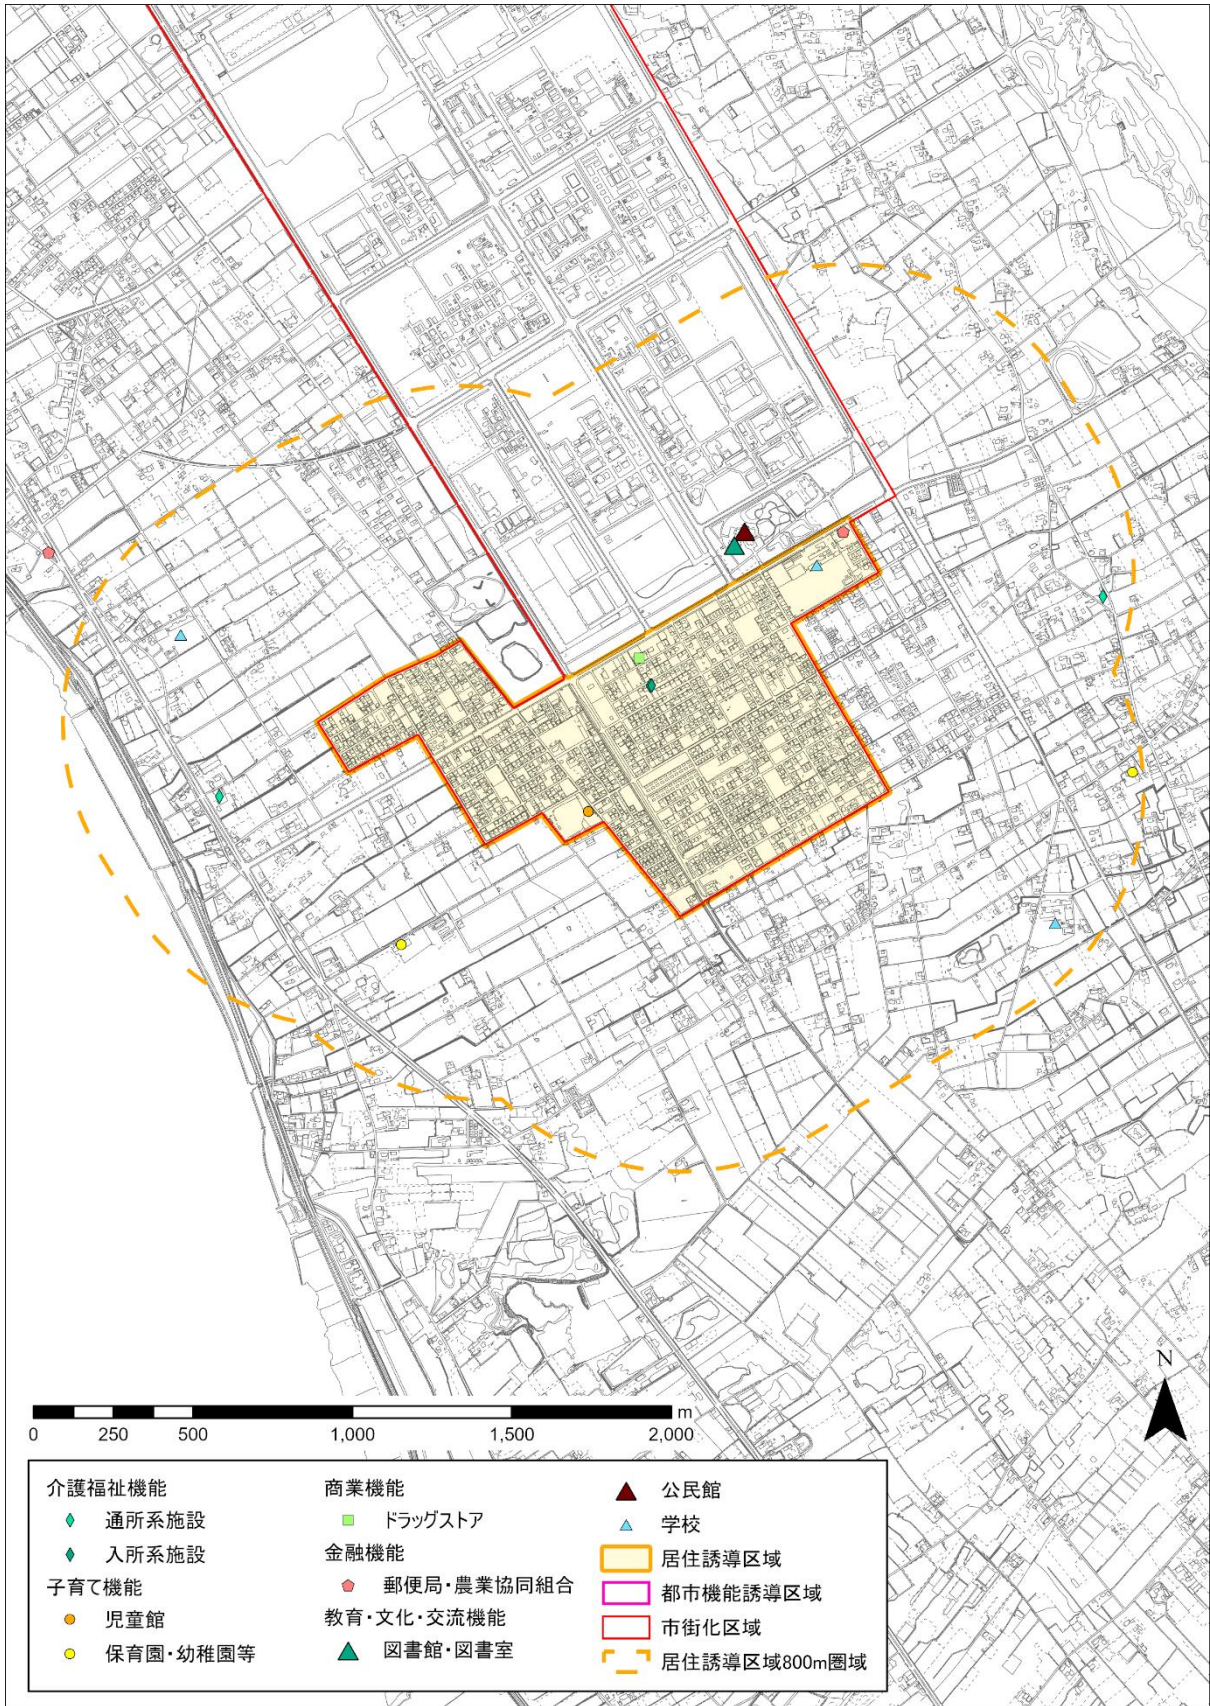 N
m
0 250 500 1,000 1,500 2,000
介護福祉機能
通所系施設
入所系施設
子育て機能
児童館
保育園・幼稚園等
商業機能
ドラッグストア
金融機能
郵便局・農業協同組合
教育・文化・交流機能
図書館・図書室
公民館
学校
居住誘導区域
都市機能誘導区域
市街化区域
居住誘導区域800m圏域